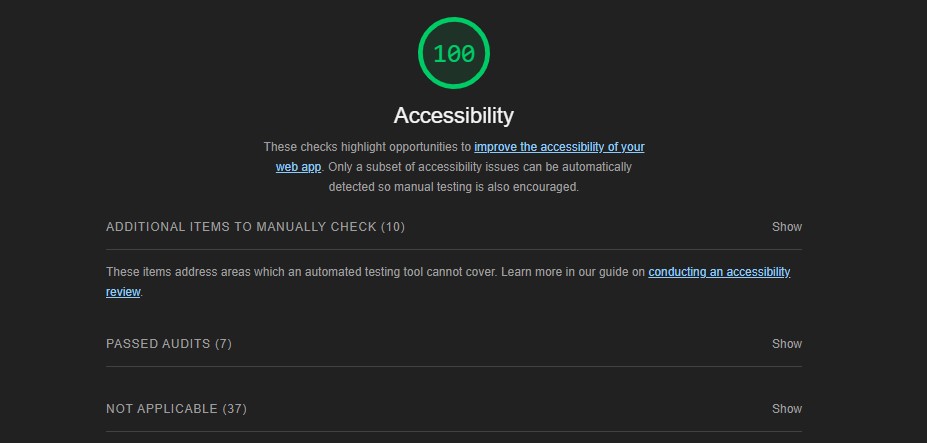 100
Accessibility
These checks highlight opportunities to improve the accessibility of your
web app. Only a subset of accessibility issues can be automatically
detected so manual testing is also encouraged.
ADDITIONAL ITEMS TO MANUALLY CHECK (10) Show
These items address areas which an automated testing tool cannot cover. Learn more in our guide on conducting an accessibility
review.
PASSED AUDITS (7) Show
NOT APPLICABLE (37) Show